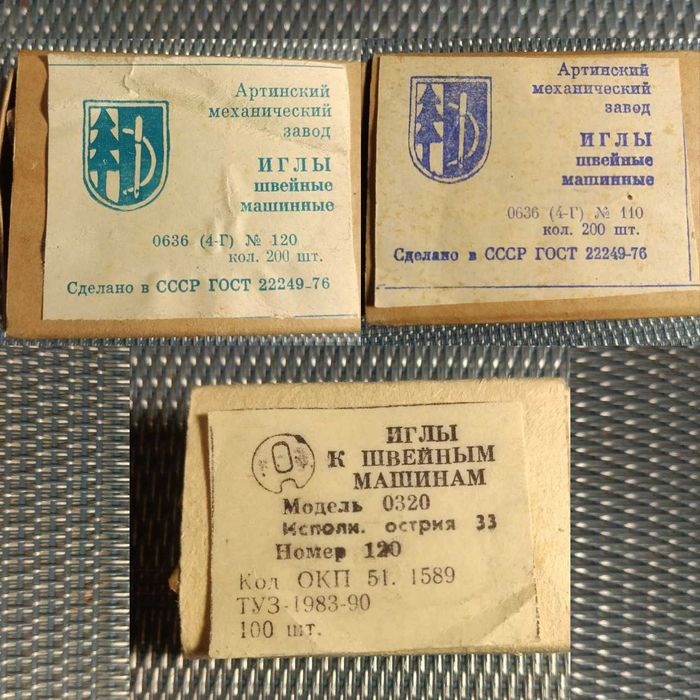 Артинский
механический
завод
ИГЛЫ
швейные
машинные
0636 (4-Г) № 120
кол. 200 шт.
Сделано в СССР ГОСТ 22249-76
Артинский
механический
завод
ИГЛЫ
швейные
машинные
0636 (4-Г) № 110
кол. 200 шт.
Сделано в СССР ГОСТ 22249-76
ИГЛЫ
К ШВЕЙНЫМ
МАШИНАМ
Модель 0320
Исполн. острия 33
Номер 120
Код ОКП 51. 1589
ТУ3-1983-90
100 шт.